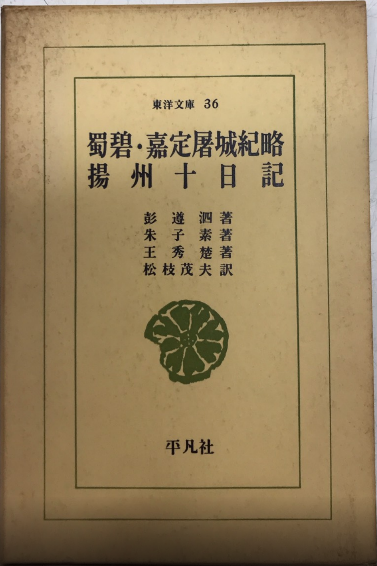 東洋文庫 36
蜀碧・嘉定屠城紀略
揚州十日記
彭遵泗著
朱子素著
王秀楚著
松枝茂夫訳
平凡社